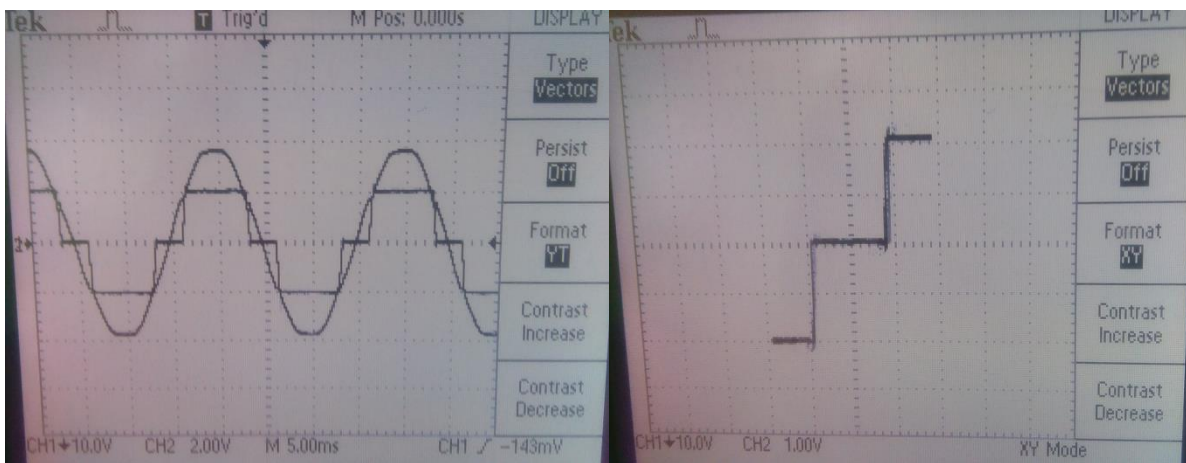 Tek T Trig'd M Pos: 0.000s DISPLAY
Type
Vectors
Persist
Off
Format
YT
Contrast
Increase
Contrast
Decrease
CH1 10.0V CH2 2.00V M 5.00ms CH1 -143mV
ek DISPLAY
Type
Vectors
Persist
Off
Format
XY
Contrast
Increase
Contrast
Decrease
CH1 10.0V CH2 1.00V XY Mode